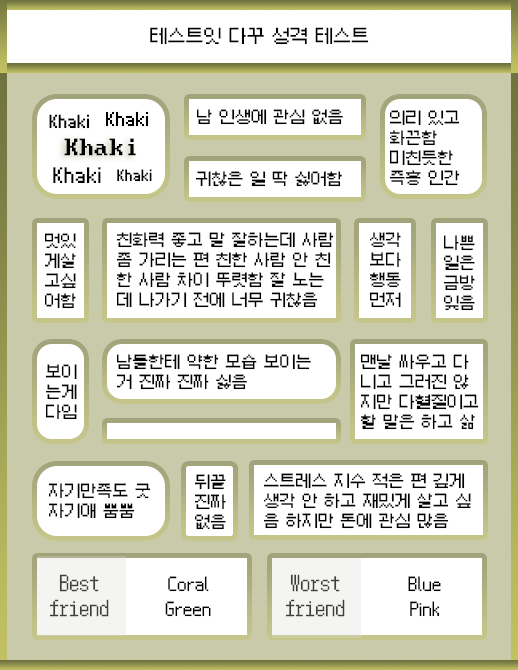 테스트잇 다꾸 성격 테스트
Khaki Khaki
Khaki
Khaki Khaki
남 인생에 관심 없음
귀찮은 일 딱 싫어함
의리 있고
화끈함
미친듯한
즉흥 인간
멋있
게살
고싶
어함
친화력 좋고 말 잘하는데 사람
좀 가리는 편 친한 사람 안 친
한 사람 차이 뚜렷함 잘 노는
데 나가기 전에 너무 귀찮음
생각
보다
행동
먼저
나쁜
일은
금방
잊음
보이
는게
다임
남들한테 약한 모습 보이는
거 진짜 진짜 싫음
맨날 싸우고 다
니고 그러진 않
지만 다혈질이고
할 말은 하고 삶
자기만족도 굿
자기애 뿜뿜
뒤끝
진짜
없음
스트레스 지수 적은 편 깊게
생각 안 하고 재밌게 살고 싶
음 하지만 돈에 관심 많음
Best
friend
Coral
Green
Worst
friend
Blue
Pink